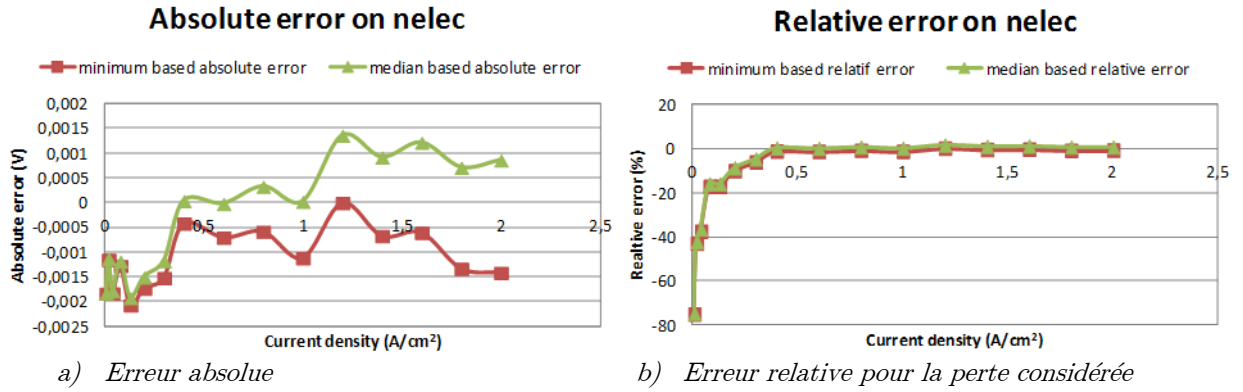 Absolute error on nelec
minimum based absolute error
median based absolute error
0,002
0,0015
0,001
0,0005
0
-0,0005
-0,001
-0,0015
-0,002
-0,0025
Absolute error (V)
0
0,5
1
1,5
2
2,5
Current density (A/cm²)
a) Erreur absolue
Relative error on nelec
minimum based relatif error
median based relative error
20
0
-20
-40
-60
-80
Realtive error (%)
0
0,5
1
1,5
2
2,5
Current density (A/cm²)
b) Erreur relative pour la perte considérée